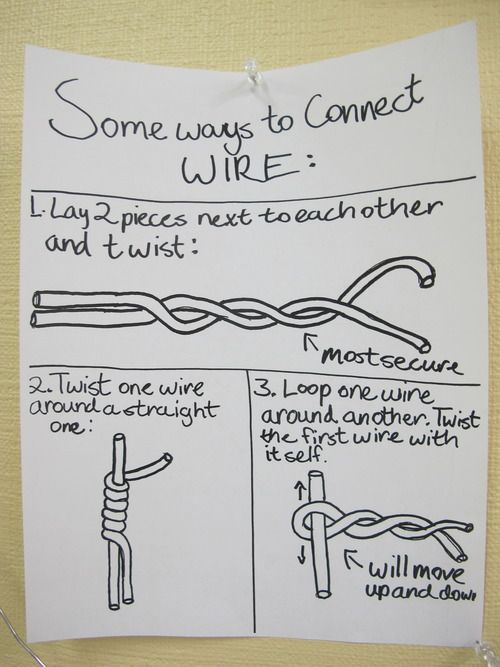 Some ways to Connect
WIRE:
1. Lay 2 pieces next to each other
and twist:
most secure
2. Twist one wire
around a straight
one:
3. Loop one wire
around another. Twist
the first wire with
itself.
will move
up and down